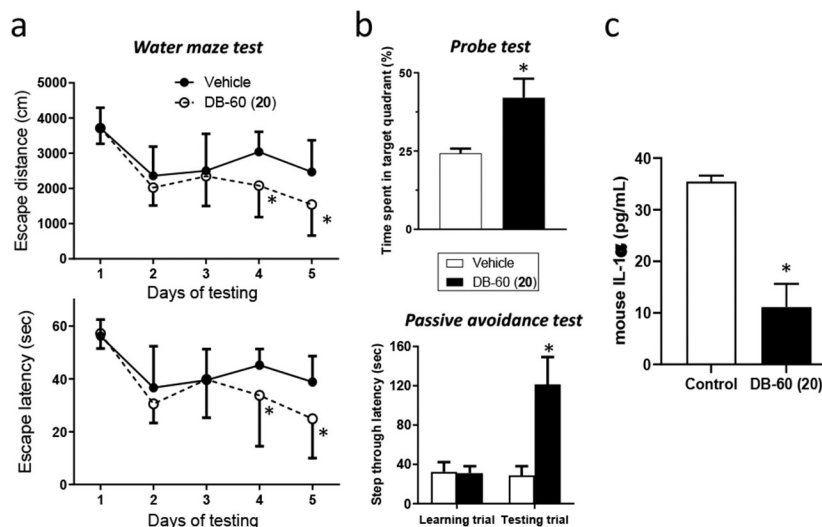 a
Water maze test
Vehicle
DB-60 (20)
Escape distance (cm)
5000
4000
3000
2000
1000
0
*
*
1 2 3 4 5
Days of testing
Escape latency (sec)
60
40
20
0
*
*
1 2 3 4 5
Days of testing
b
Probe test
Time spent in target quadrant (%)
50
25
0
*
Vehicle
DB-60 (20)
Passive avoidance test
Step through latency (sec)
160
120
80
40
0
*
Learning trial Testing trial
c
mouse IL-1α (pg/mL)
40
30
20
10
0
*
Control DB-60 (20)